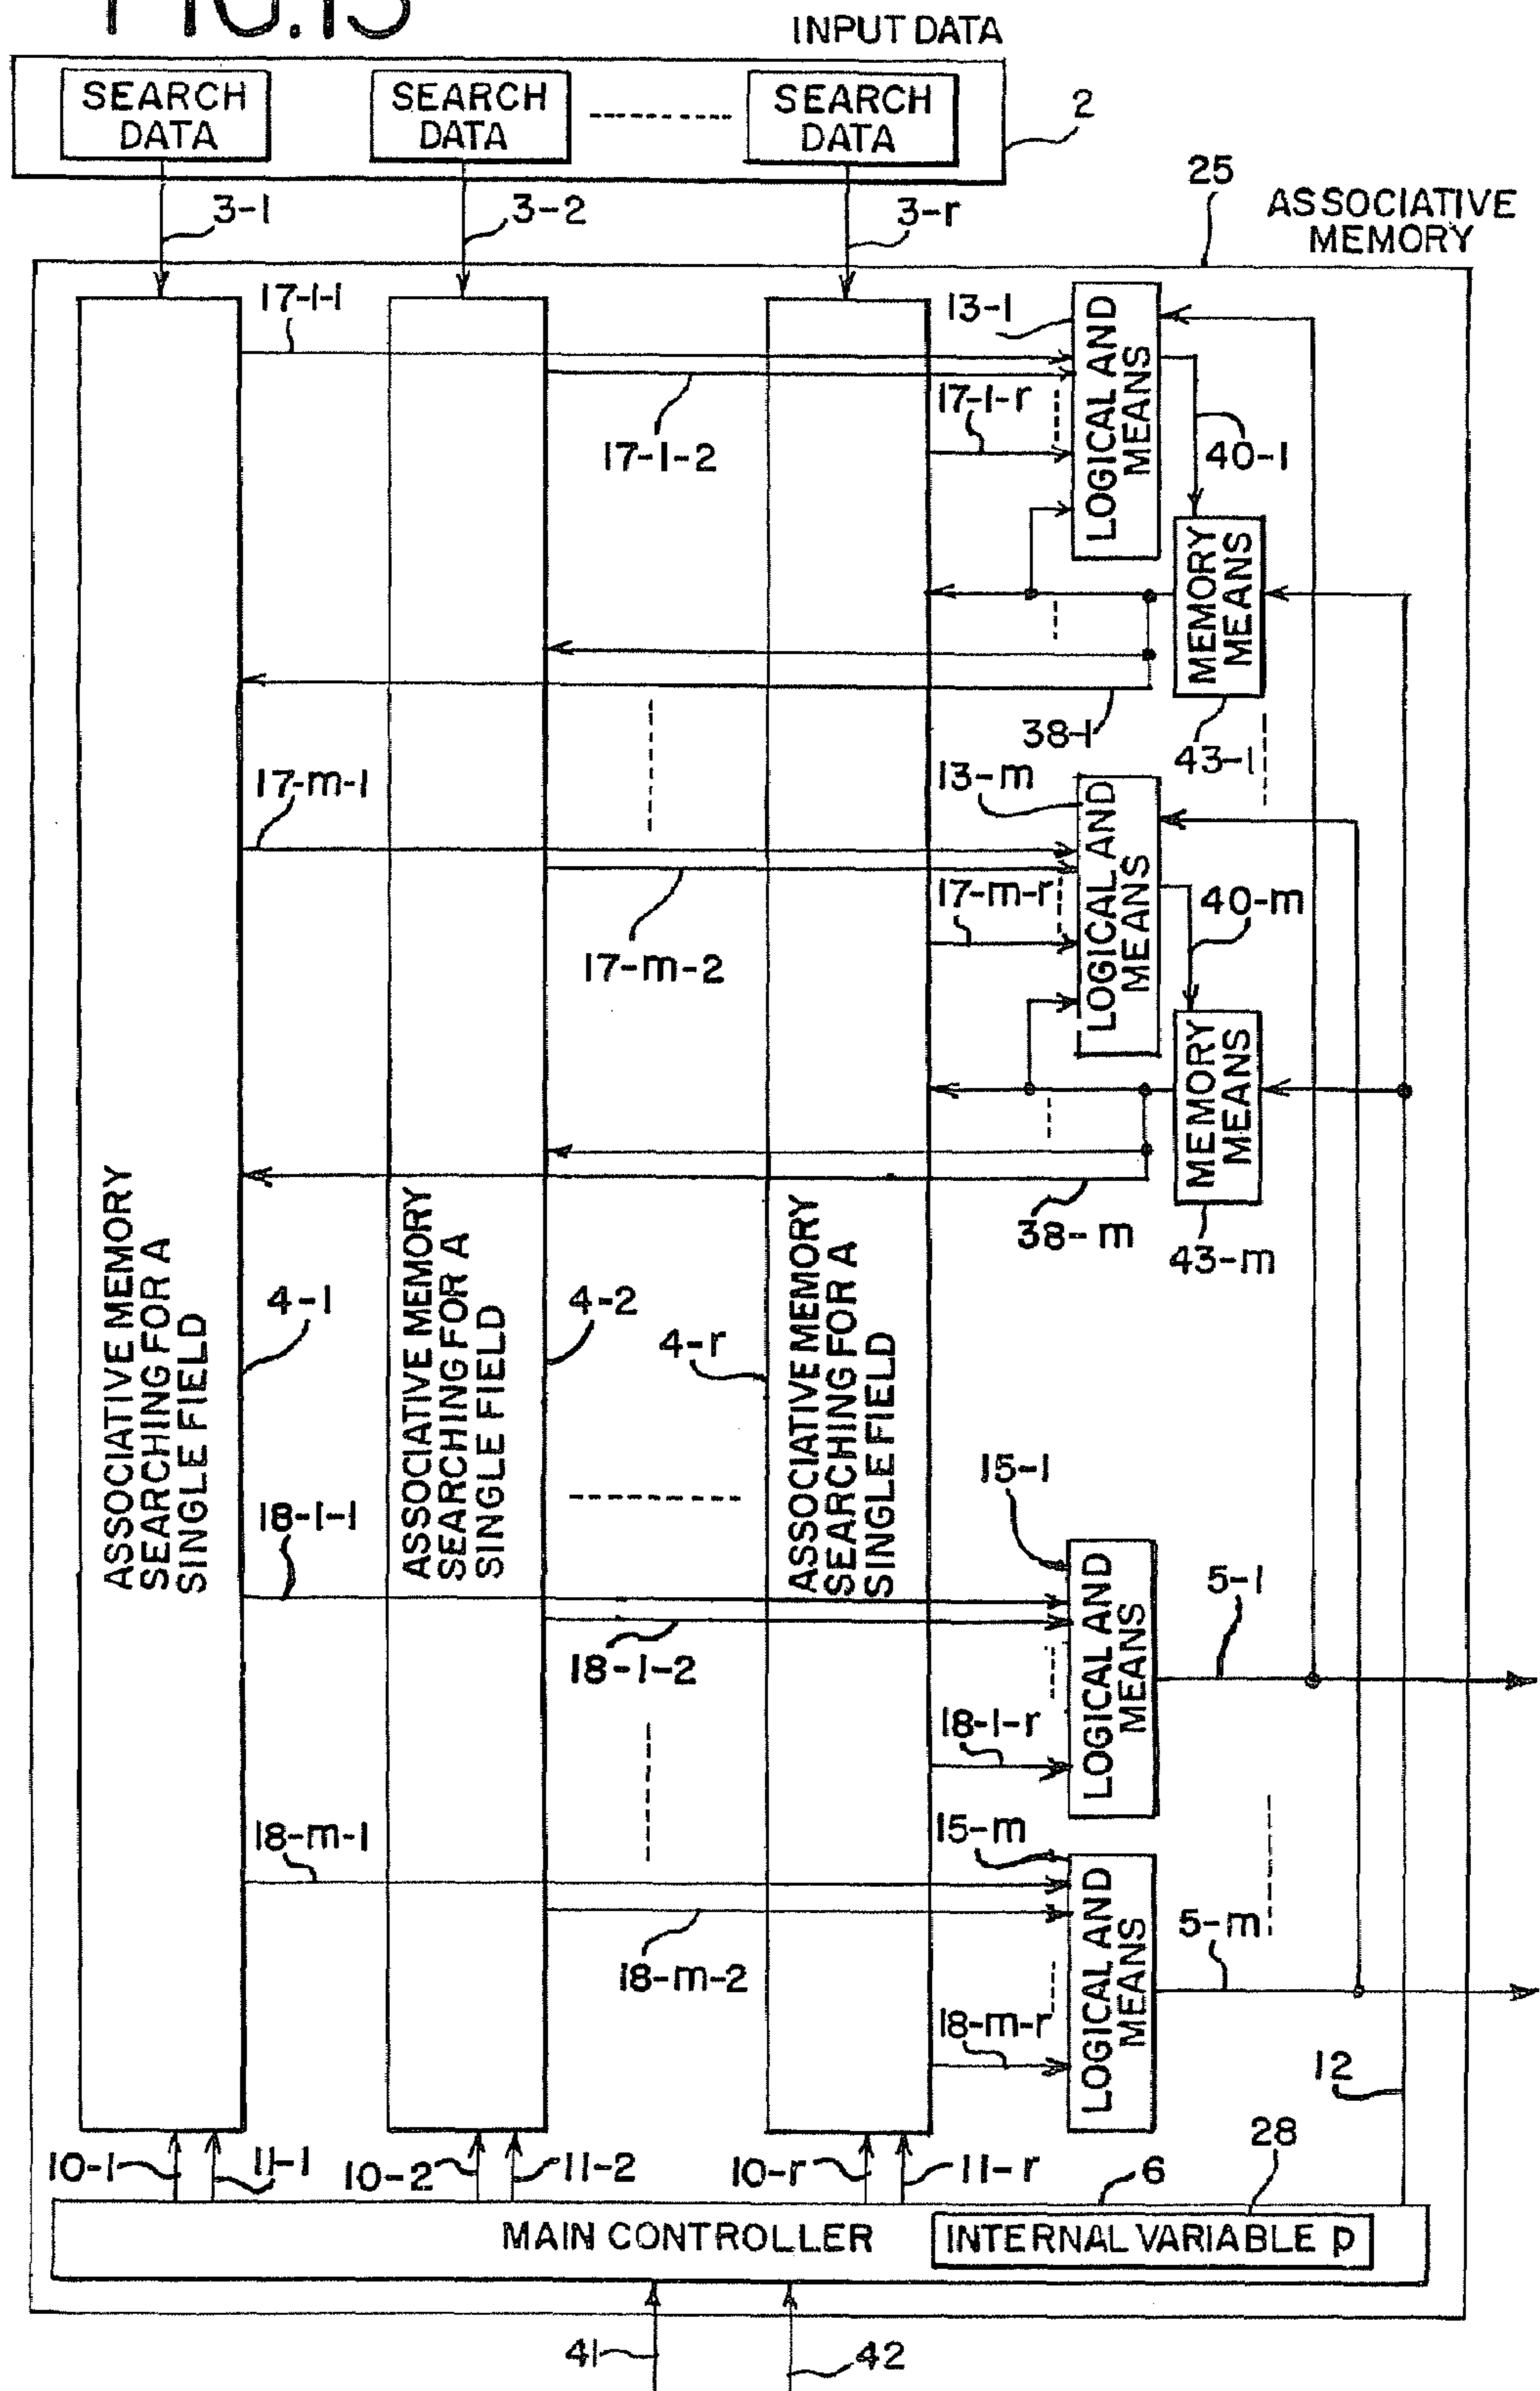 FIG.13
INPUT DATA
SEARCH
DATA
SEARCH
DATA
SEARCH
DATA
2
3-1
3-2
3-r
25
ASSOCIATIVE
MEMORY
17-1-1
17-1-2
17-1-r
13-1
LOGICAL AND
MEANS
40-1
MEMORY
MEANS
38-1
43-1
17-m-1
17-m-2
17-m-r
13-m
LOGICAL AND
MEANS
40-m
MEMORY
MEANS
38-m
43-m
ASSOCIATIVE MEMORY
SEARCHING FOR A
SINGLE FIELD
4-1
ASSOCIATIVE MEMORY
SEARCHING FOR A
SINGLE FIELD
4-2
4-r
ASSOCIATIVE MEMORY
SEARCHING FOR A
SINGLE FIELD
18-1-1
18-1-2
18-1-r
15-1
LOGICAL AND
MEANS
5-1
18-m-1
18-m-2
18-m-r
15-m
LOGICAL AND
MEANS
5-m
12
10-1
11-1
10-2
11-2
10-r
11-r
6
28
MAIN CONTROLLER
INTERNAL VARIABLE p
41
42